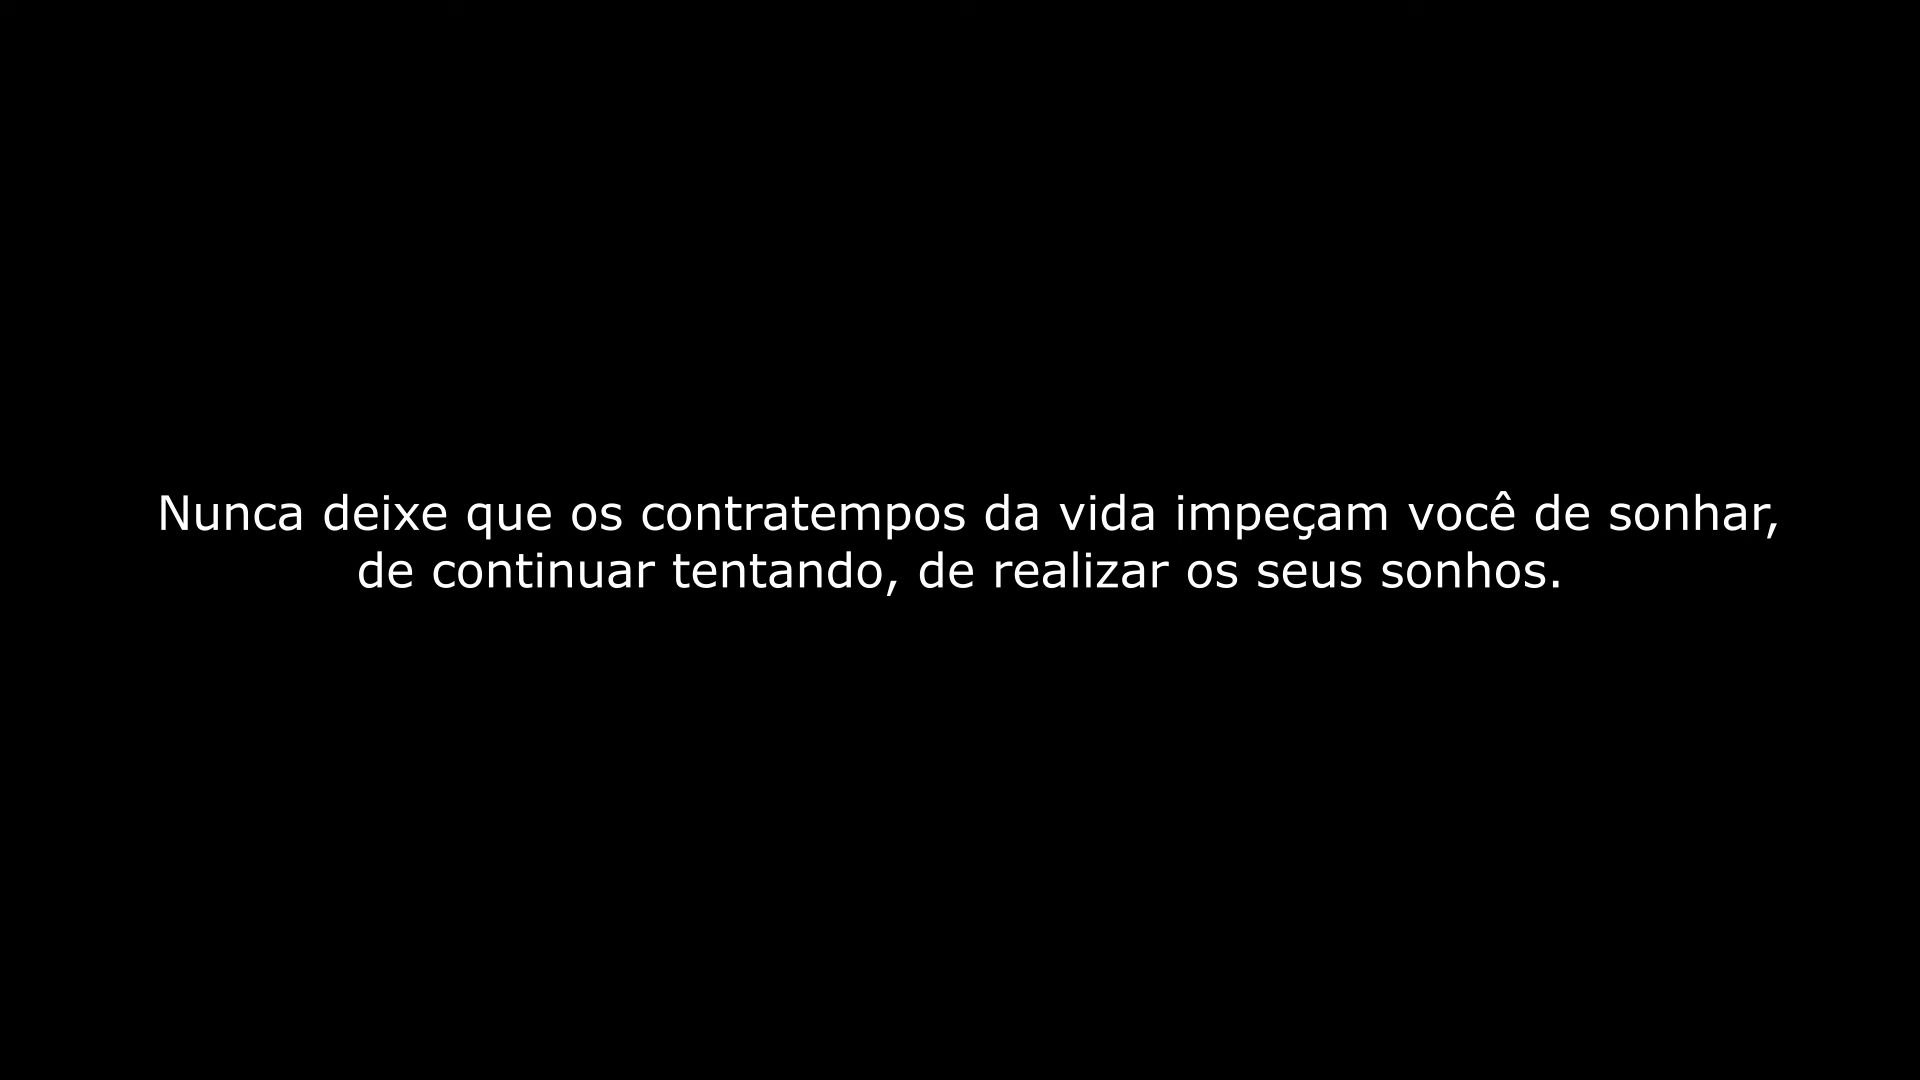 Nunca deixe que os contratempos da vida impeçam você de sonhar,
de continuar tentando, de realizar os seus sonhos.